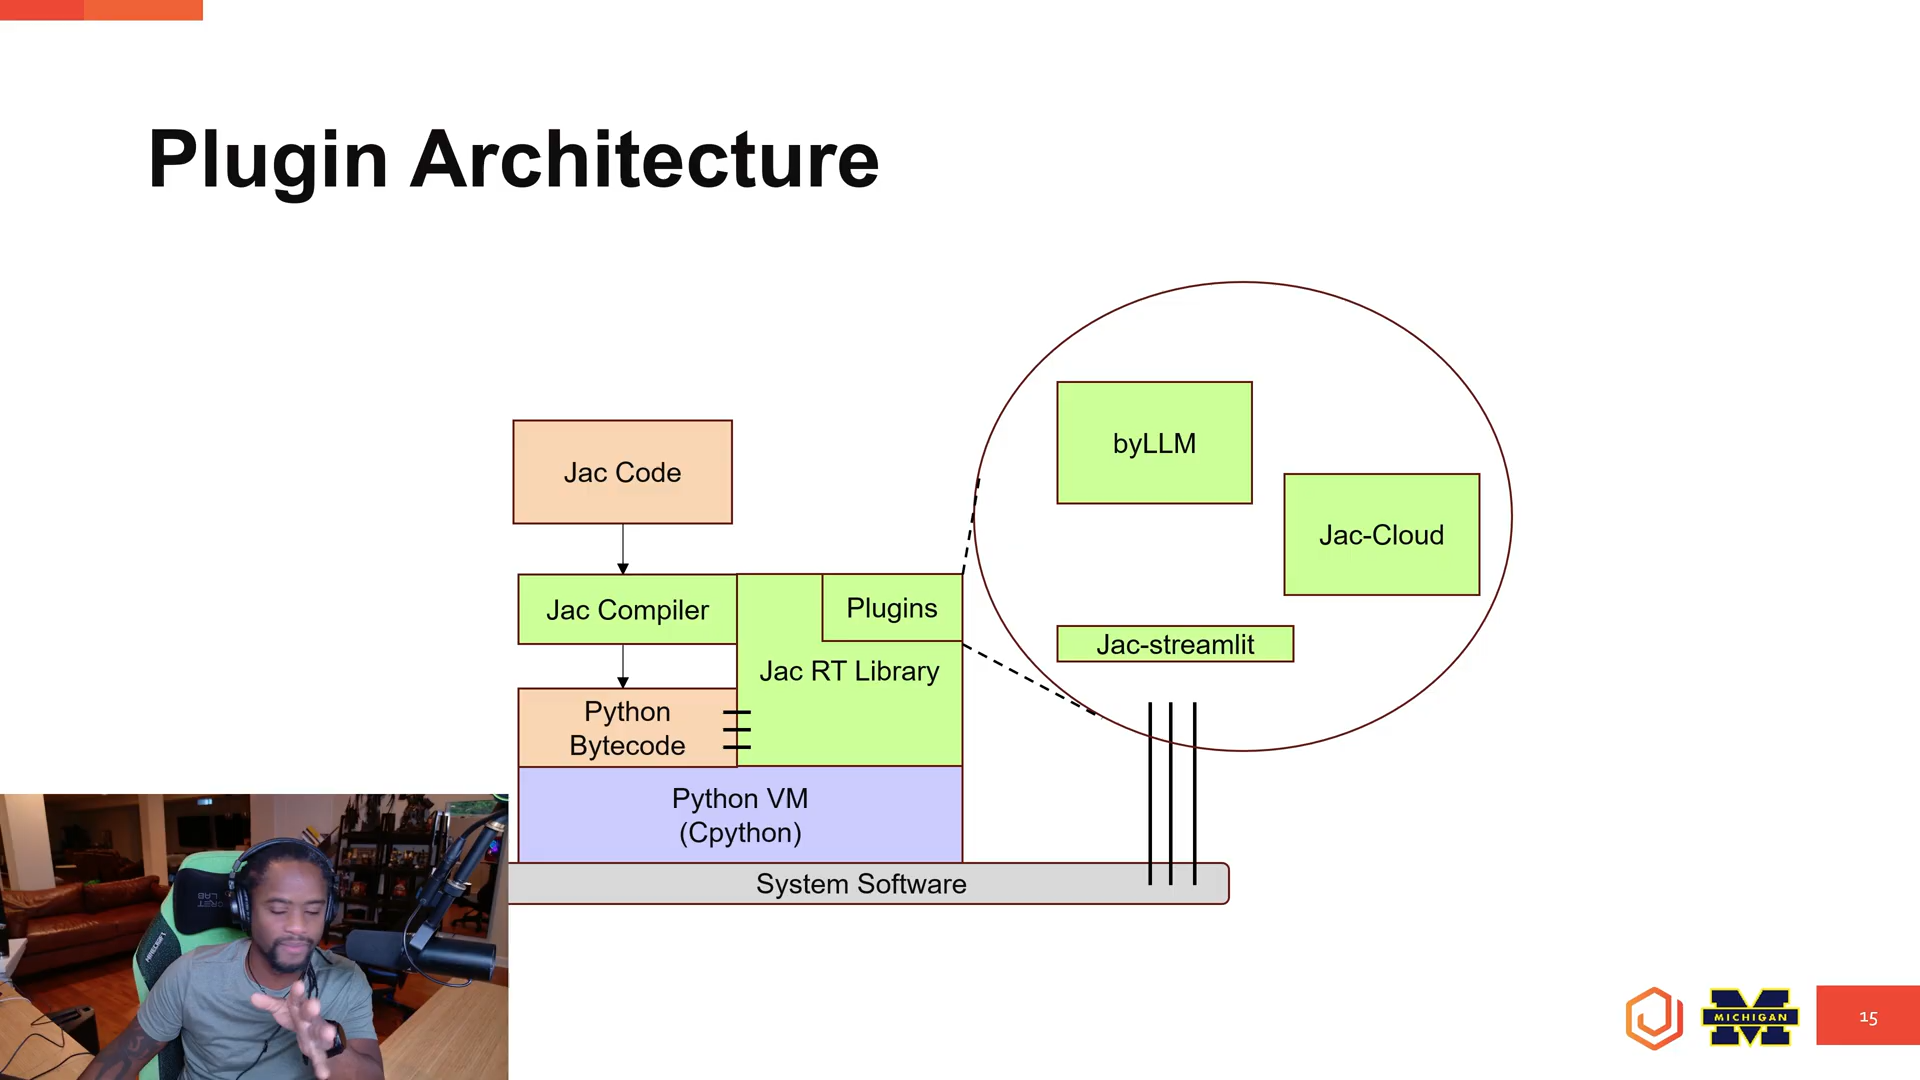 Plugin Architecture
byLLM
Jac Code
Jac-Cloud
Jac Compiler
Plugins
Jac-streamlit
Jac RT Library
Python
Bytecode
Python VM
(Cpython)
System Software
MICHIGAN
15